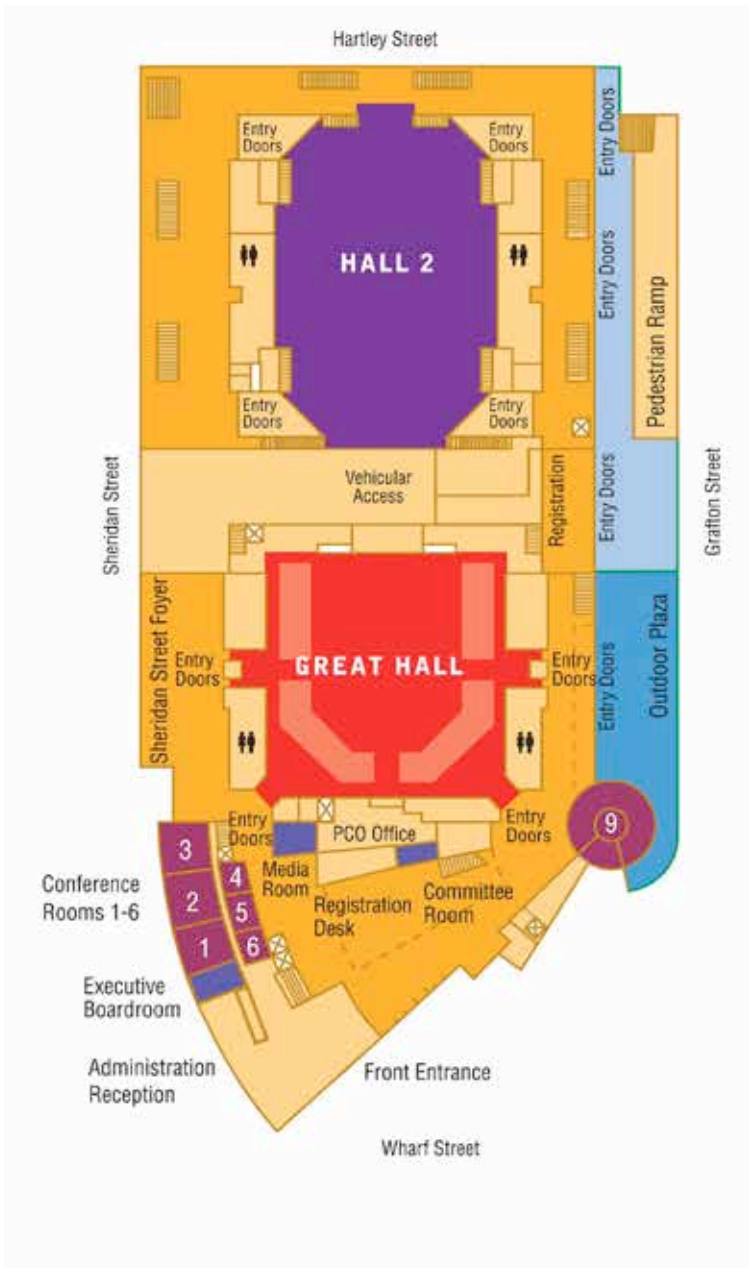 Hartley Street
Entry
Doors
Entry
Doors
Entry Doors
HALL 2
Entry Doors
Pedestrian Ramp
Entry
Doors
Entry
Doors
Sheridan Street
Vehicular
Access
Registration
Entry Doors
Grafton Street
Sheridan Street Foyer
Entry
Doors
GREAT HALL
Entry
Doors
Entry Doors
Outdoor Plaza
Entry
Doors
PCO Office
Entry
Doors
9
3
2
1
4
5
6
Conference
Rooms 1-6
Media
Room
Registration
Desk
Committee
Room
Executive
Boardroom
Administration
Reception
Front Entrance
Wharf Street